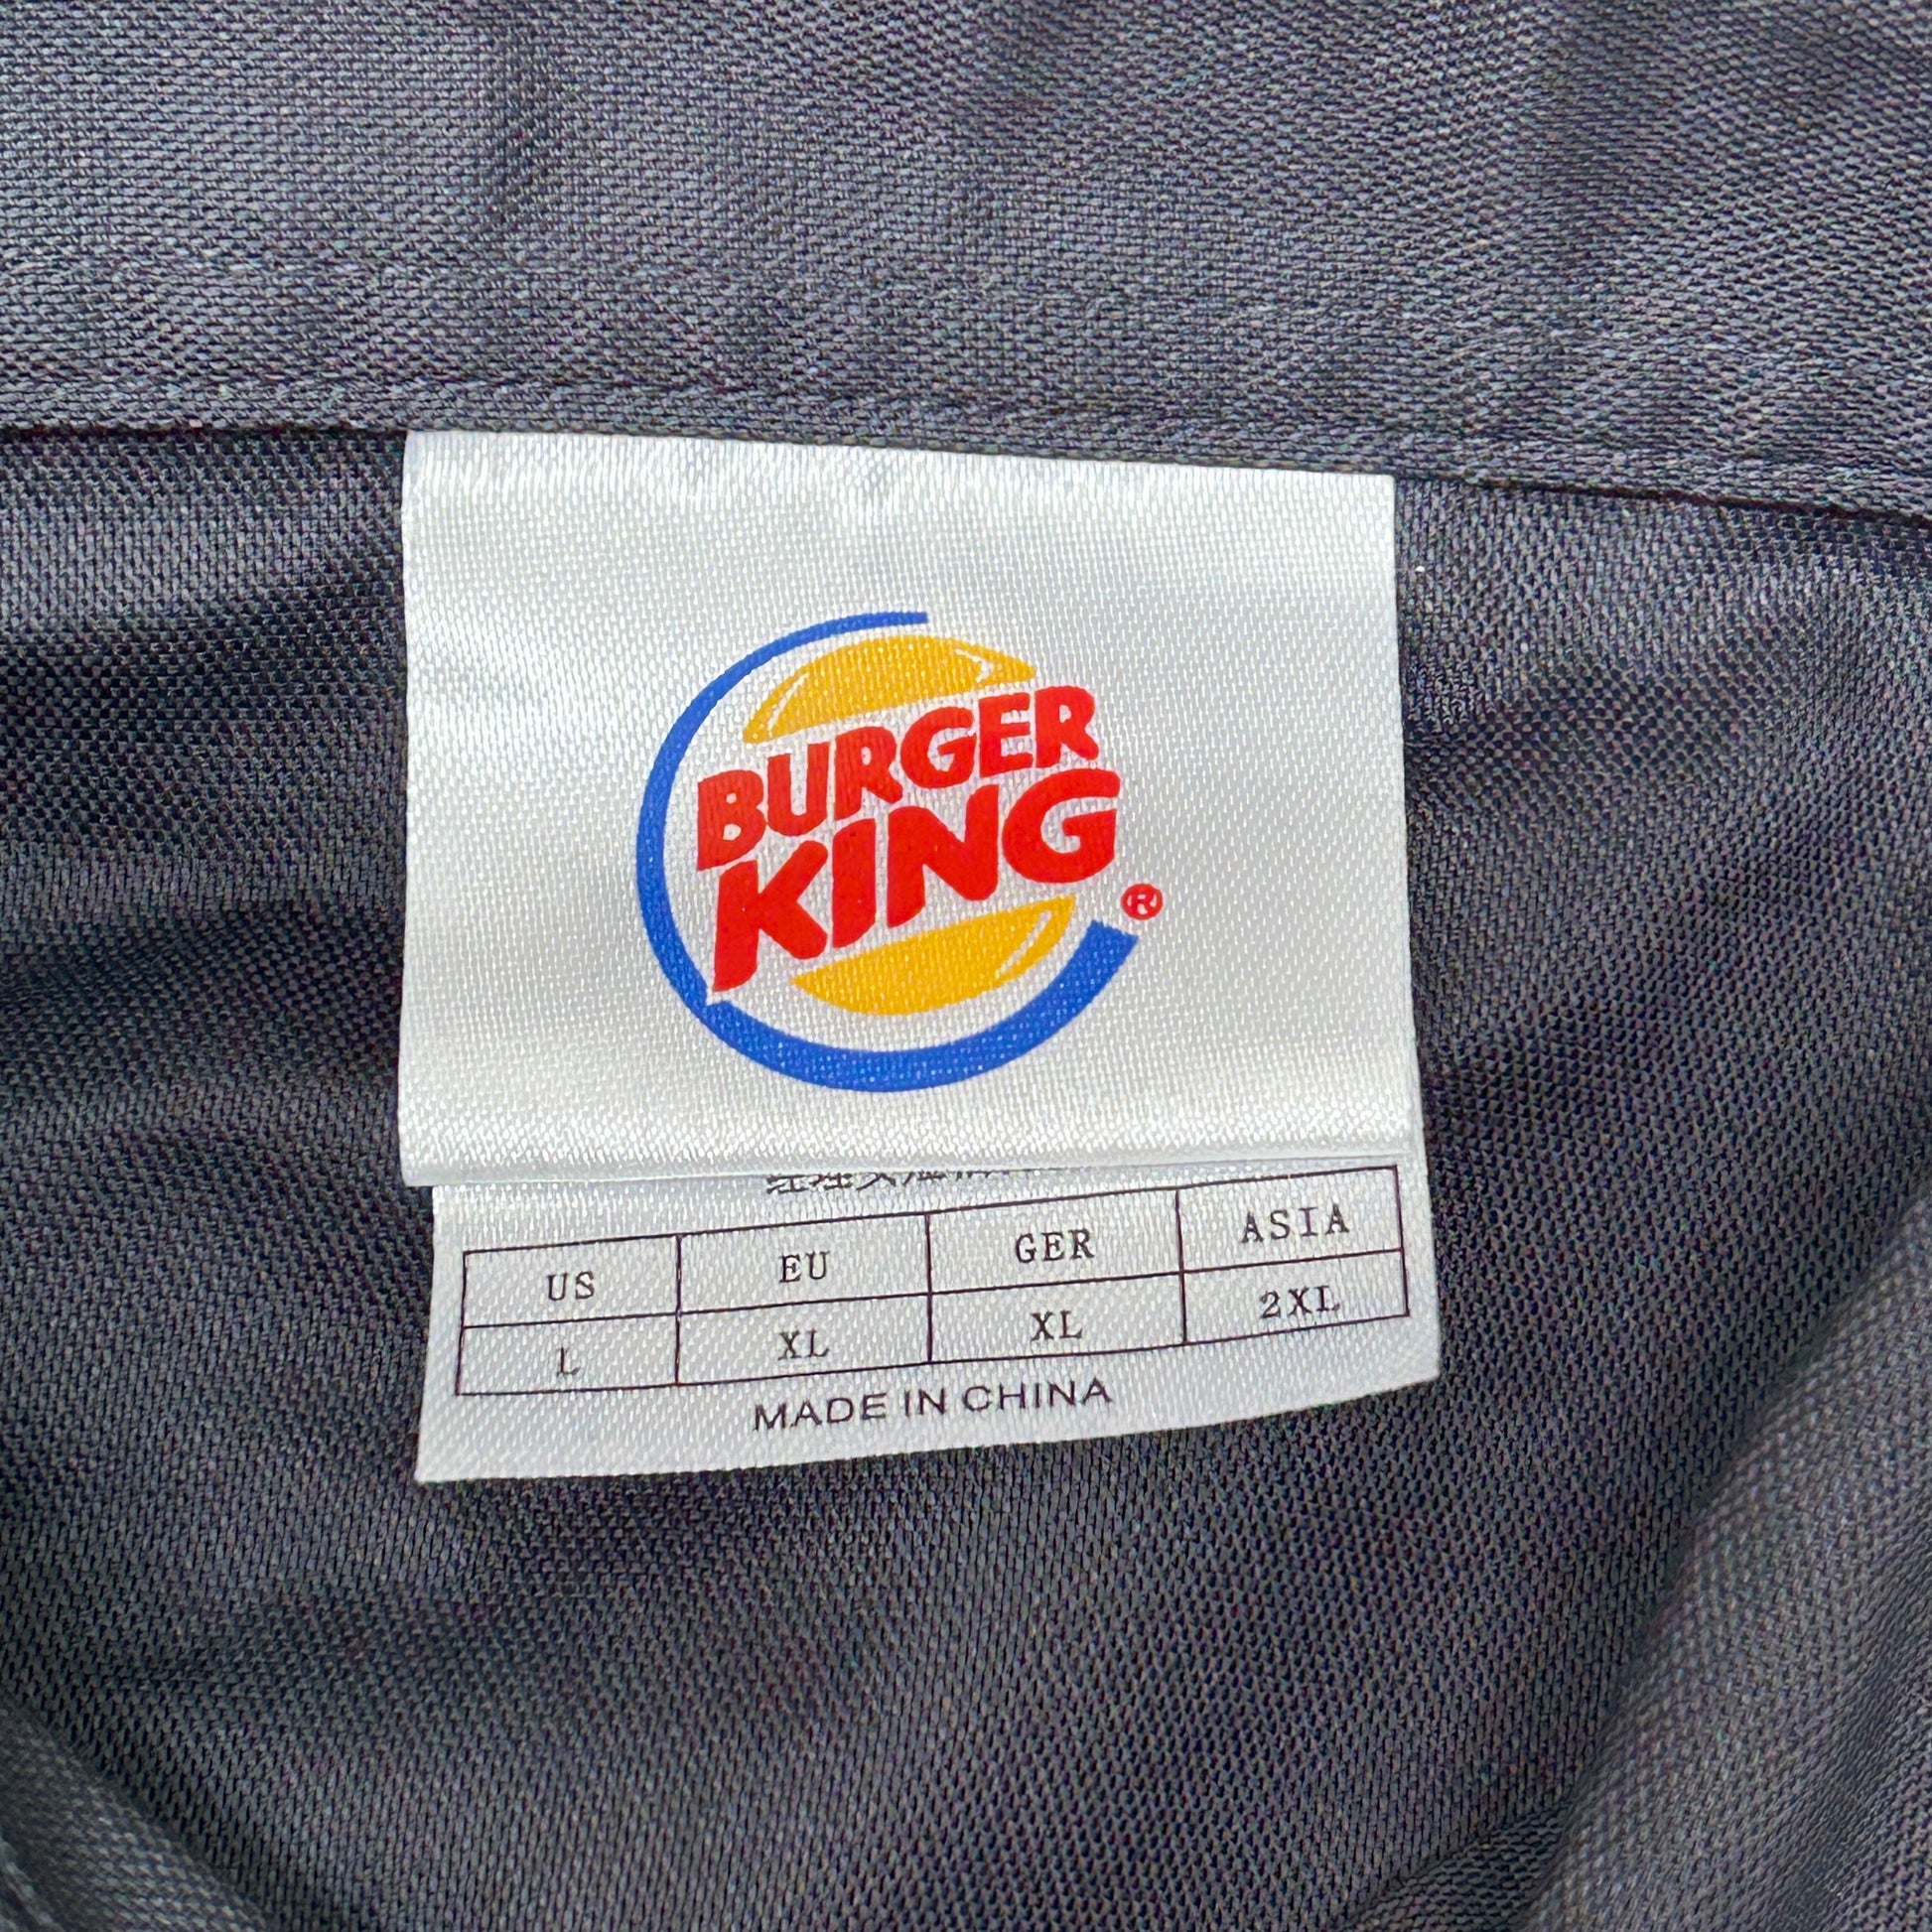 BURGER
KING
®
US EU GER ASIA
L XL XL 2XL
MADE IN CHINA